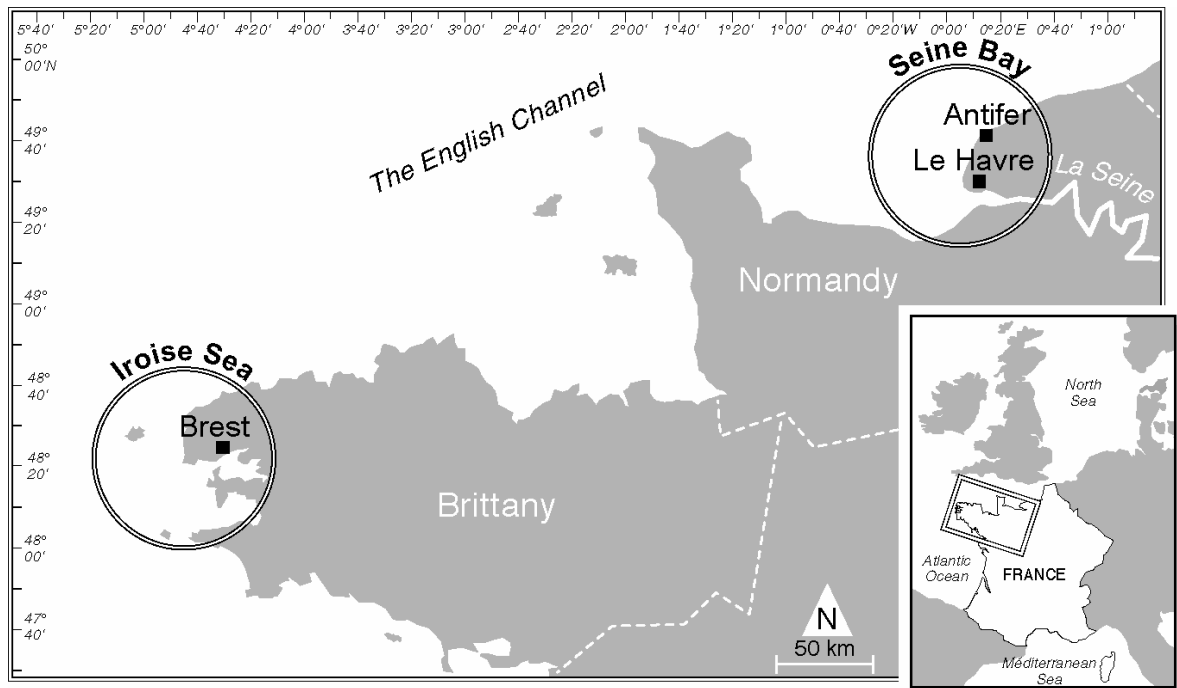 5°40' 5°20' 5°00' 4°40' 4°20' 4°00' 3°40' 3°20' 3°00' 2°40' 2°20' 2°00' 1°40' 1°20' 1°00' 0°40' 0°20'W 0°00' 0°20'E 0°40' 1°00'
50°
00'N
Seine Bay
The English Channel
Antifer
49°
40'
Le Havre
La Seine
49°
20'
Normandy
49°
00'
Iroise Sea
48°
40'
Brest
48°
20'
Brittany
48°
00'
47°
40'
N
50 km
North
Sea
Atlantic
Ocean
FRANCE
Méditerranean
Sea